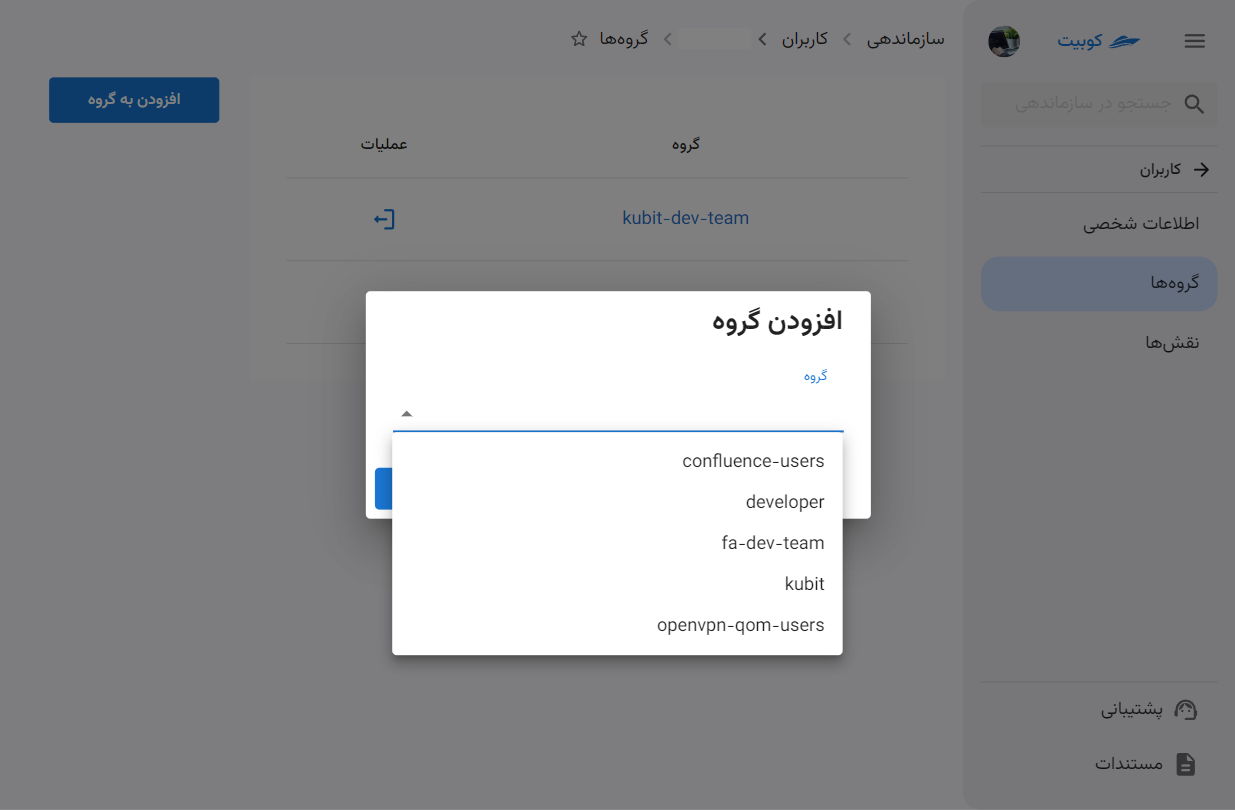 کوبیت
جستجو در سازماندهی
کاربران
اطلاعات شخصی
گروه‌ها
نقش‌ها
پشتیبانی
مستندات
سازماندهی
کاربران
گروه‌ها
افزودن به گروه
گروه
عملیات
kubit-dev-team
افزودن گروه
گروه
confluence-users
developer
fa-dev-team
kubit
openvpn-qom-users